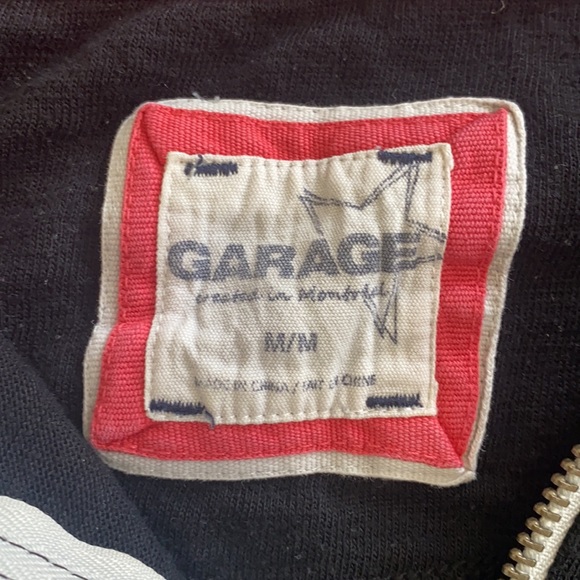 GARAGE
created in Montréal
M/M
MADE IN CHINA / FAIT EN CHINE